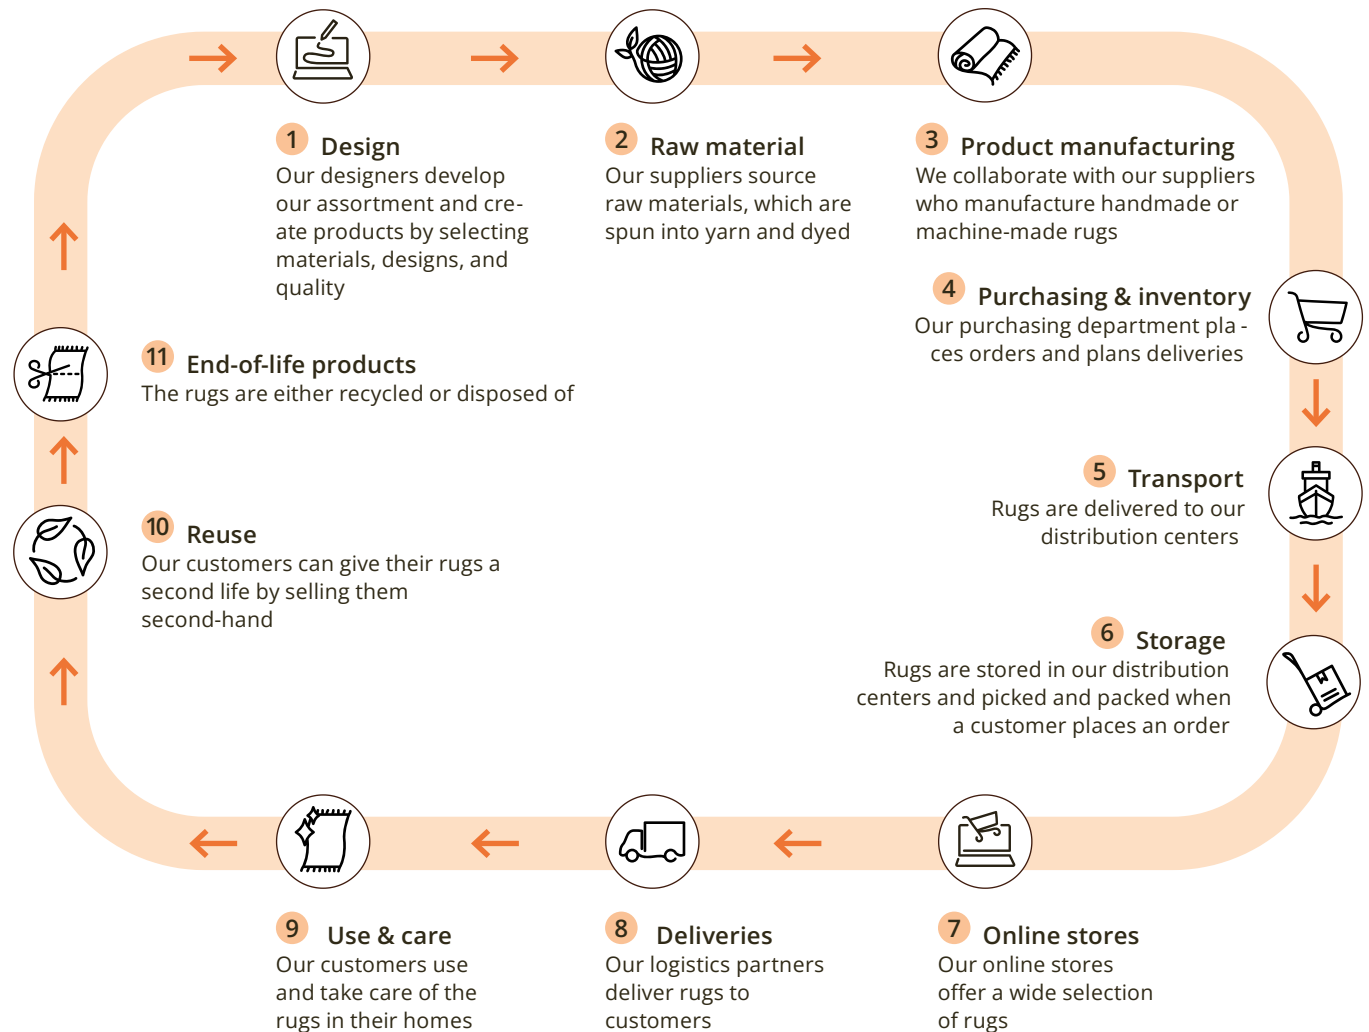 1 Design
Our designers develop
our assortment and cre-
ate products by selecting
materials, designs, and
quality
2 Raw material
Our suppliers source
raw materials, which are
spun into yarn and dyed
3 Product manufacturing
We collaborate with our suppliers
who manufacture handmade or
machine-made rugs
4 Purchasing & inventory
Our purchasing department pla -
ces orders and plans deliveries
5 Transport
Rugs are delivered to our
distribution centers
6 Storage
Rugs are stored in our distribution
centers and picked and packed when
a customer places an order
7 Online stores
Our online stores
offer a wide selection
of rugs
8 Deliveries
Our logistics partners
deliver rugs to
customers
9 Use & care
Our customers use
and take care of the
rugs in their homes
10 Reuse
Our customers can give their rugs a
second life by selling them
second-hand
11 End-of-life products
The rugs are either recycled or disposed of